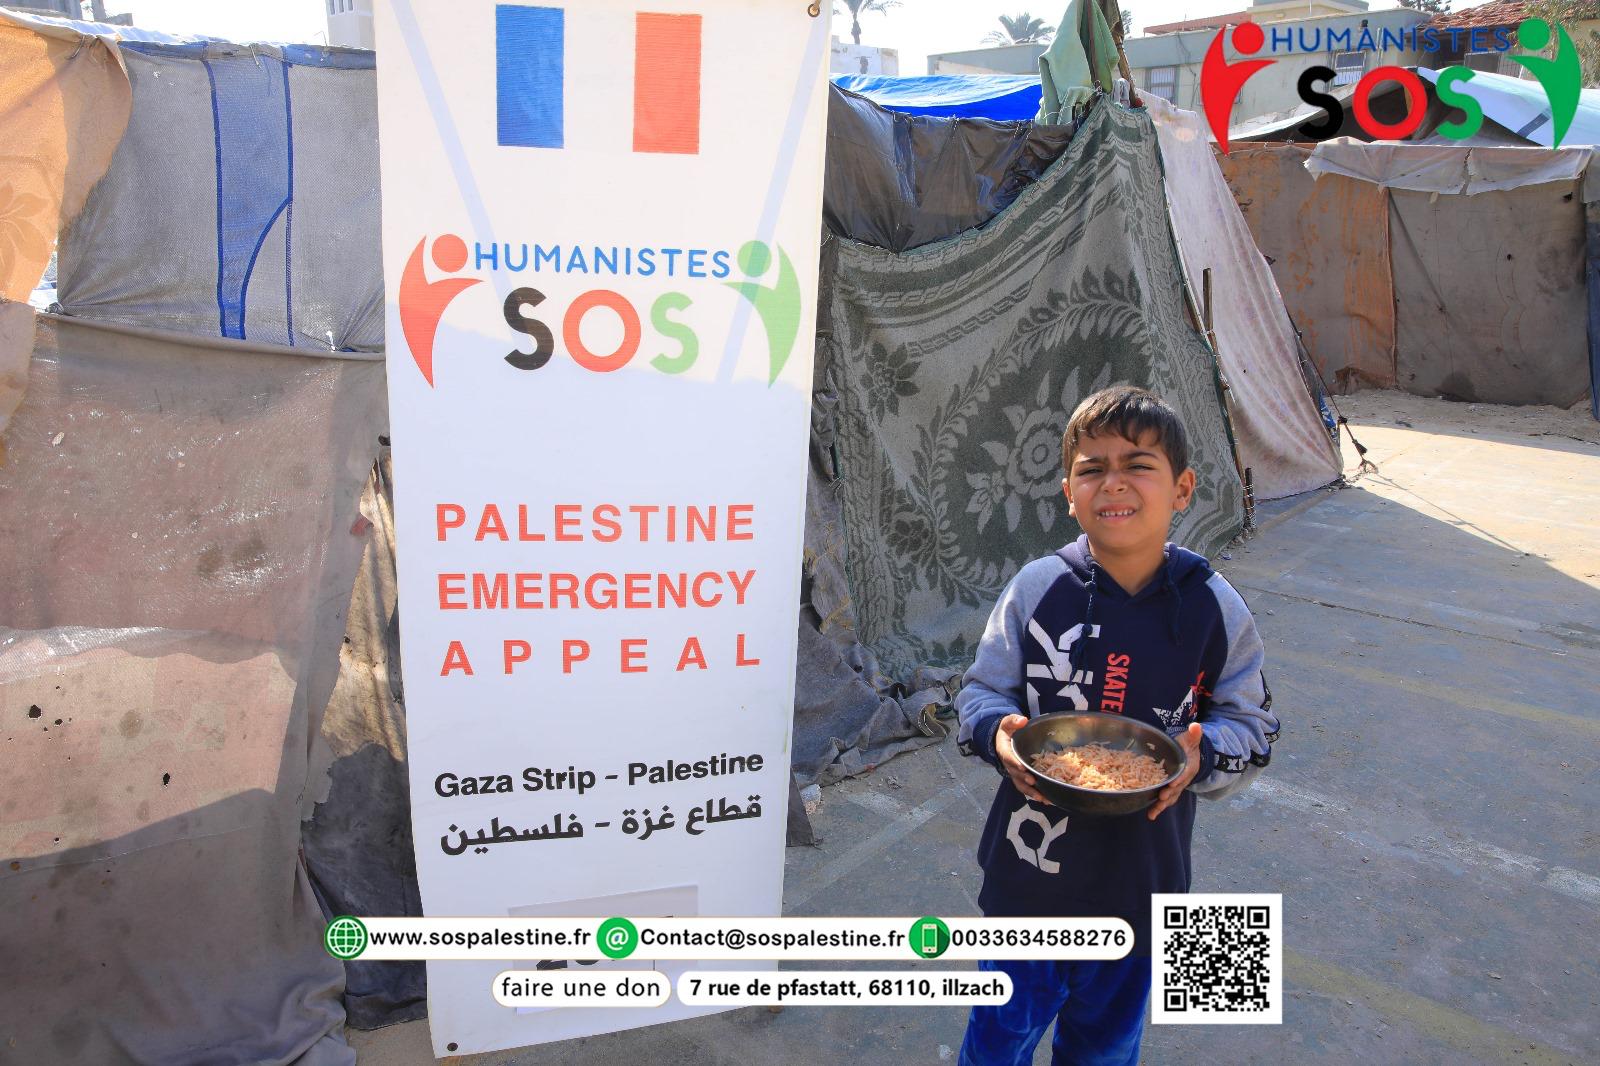 HUMANISTES
SOS
HUMANISTES
SOS
PALESTINE
EMERGENCY
APPEAL
Gaza Strip - Palestine
قطاع غزة - فلسطين
SKATE
www.sospalestine.fr
Contact@sospalestine.fr
0033634588276
faire une don
7 rue de pfastatt, 68110, illzach